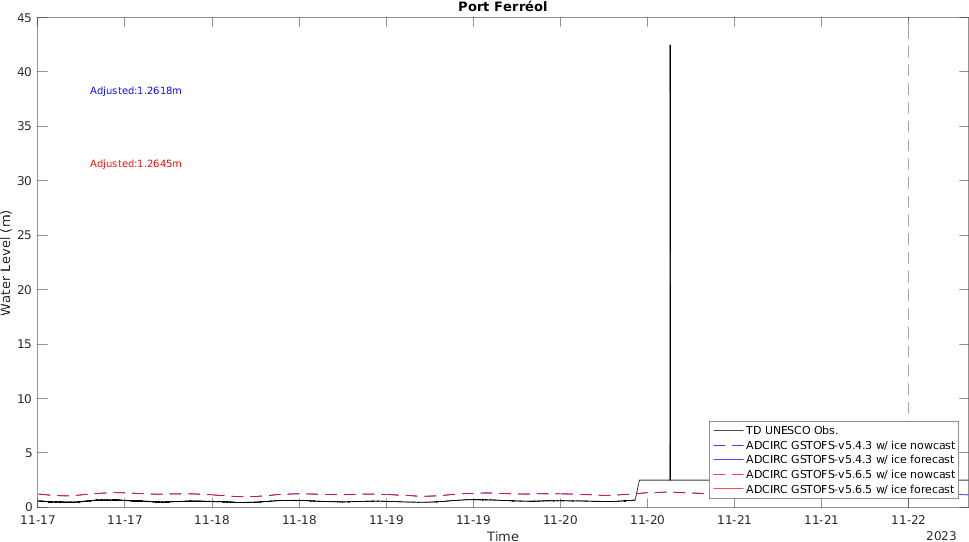 Port Ferréol
45
40
35
30
25
20
15
10
5
0
Water Level (m)
Adjusted:1.2618m
Adjusted:1.2645m
TD UNESCO Obs.
ADCIRC GSTOFS-v5.4.3 w/ ice nowcast
ADCIRC GSTOFS-v5.4.3 w/ ice forecast
ADCIRC GSTOFS-v5.6.5 w/ ice nowcast
ADCIRC GSTOFS-v5.6.5 w/ ice forecast
11-17 11-17 11-18 11-18 11-19 11-19 11-20 11-20 11-21 11-21 11-22
Time
2023